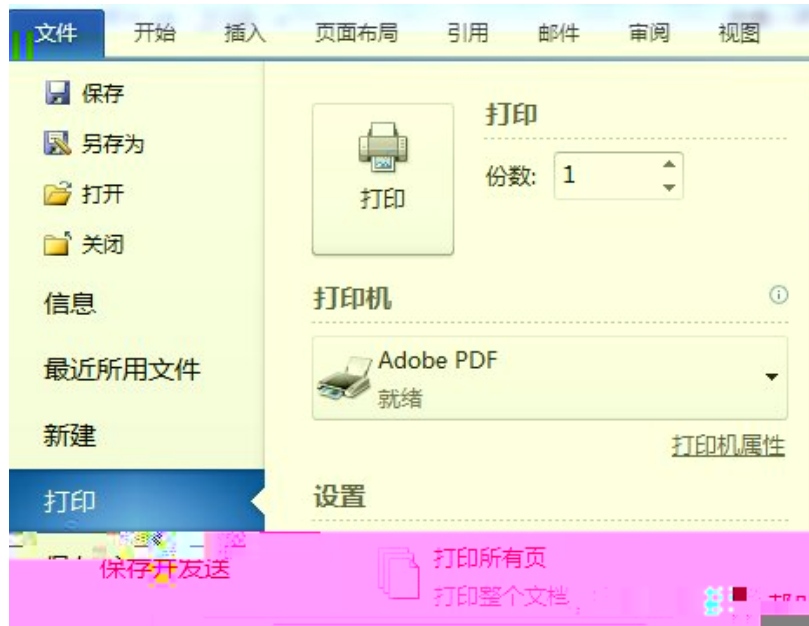 文件 开始 插入 页面布局 引用 邮件 审阅 视图
保存
另存为
打开
关闭
信息
最近所用文件
新建
打印
保存并发送
打印
打印
份数: 1
打印机
Adobe PDF
就绪
打印机属性
设置
打印所有页
打印整个文档